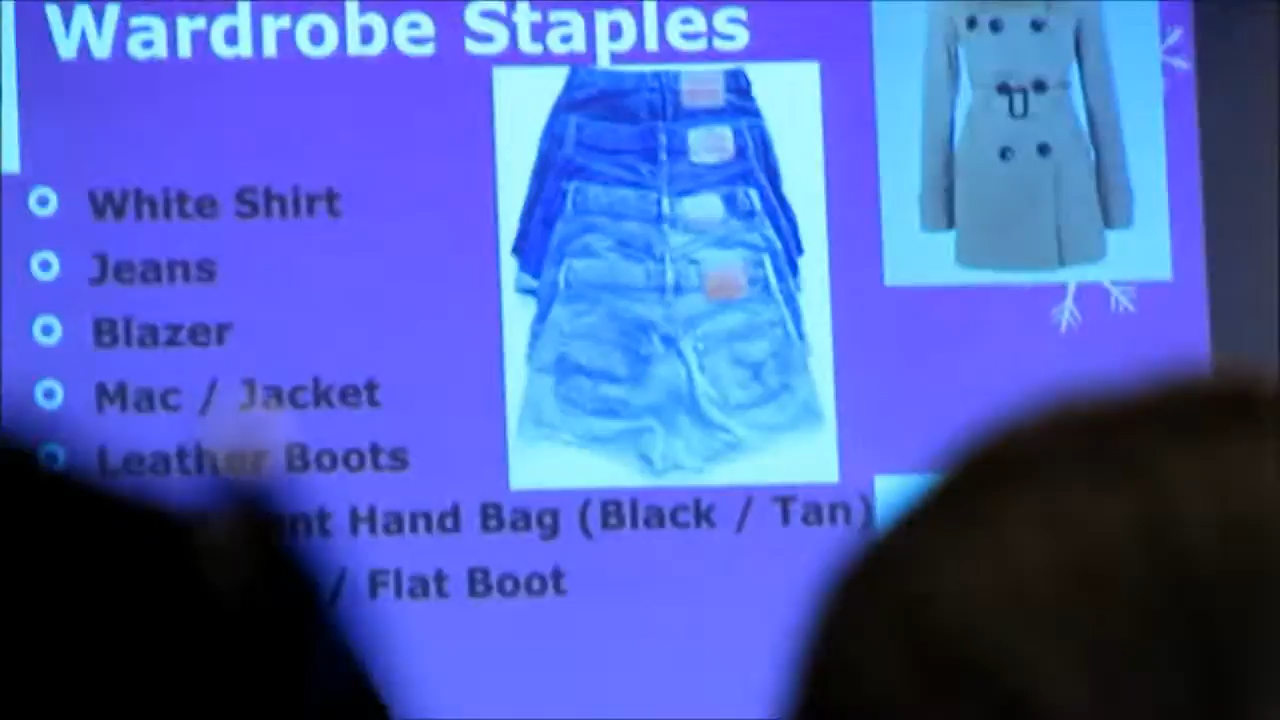 Wardrobe Staples
White Shirt
Jeans
Blazer
Mac / Jacket
Leather Boots
Hand Bag (Black / Tan)
/ Flat Boot